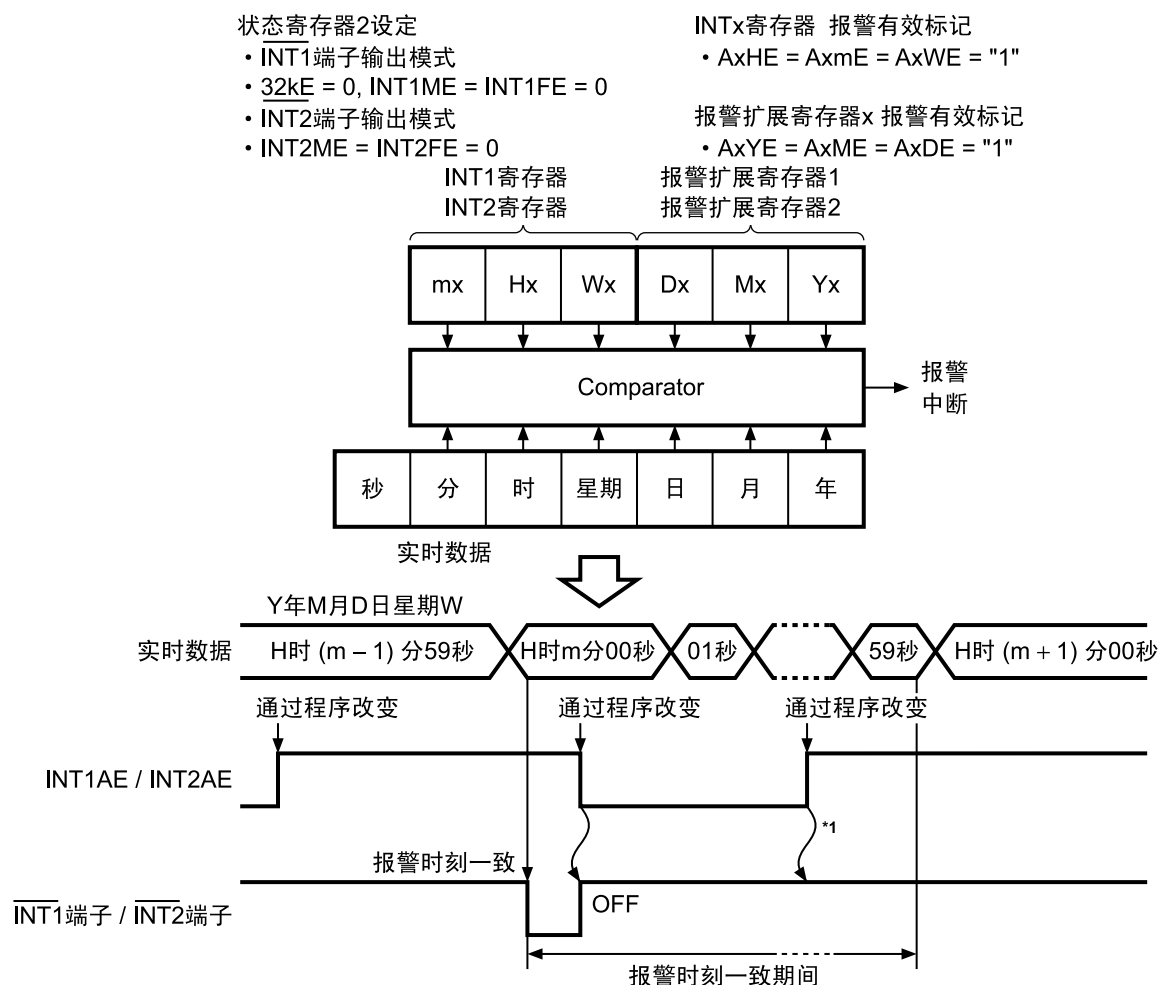 状态寄存器2设定
・INT1端子输出模式
・32kE = 0, INT1ME = INT1FE = 0
・INT2端子输出模式
・INT2ME = INT2FE = 0
INTx寄存器 报警有效标记
・AxHE = AxmE = AxWE = "1"
报警扩展寄存器x 报警有效标记
・AxYE = AxME = AxDE = "1"
INT1寄存器
INT2寄存器
报警扩展寄存器1
报警扩展寄存器2
mx Hx Wx Dx Mx Yx
Comparator
报警
中断
秒 分 时 星期 日 月 年
实时数据
Y年M月D日星期W
实时数据 H时 (m – 1) 分59秒 H时m分00秒 01秒 59秒 H时 (m + 1) 分00秒
通过程序改变 通过程序改变 通过程序改变
INT1AE / INT2AE
*1
报警时刻一致
OFF
INT1端子 / INT2端子
报警时刻一致期间